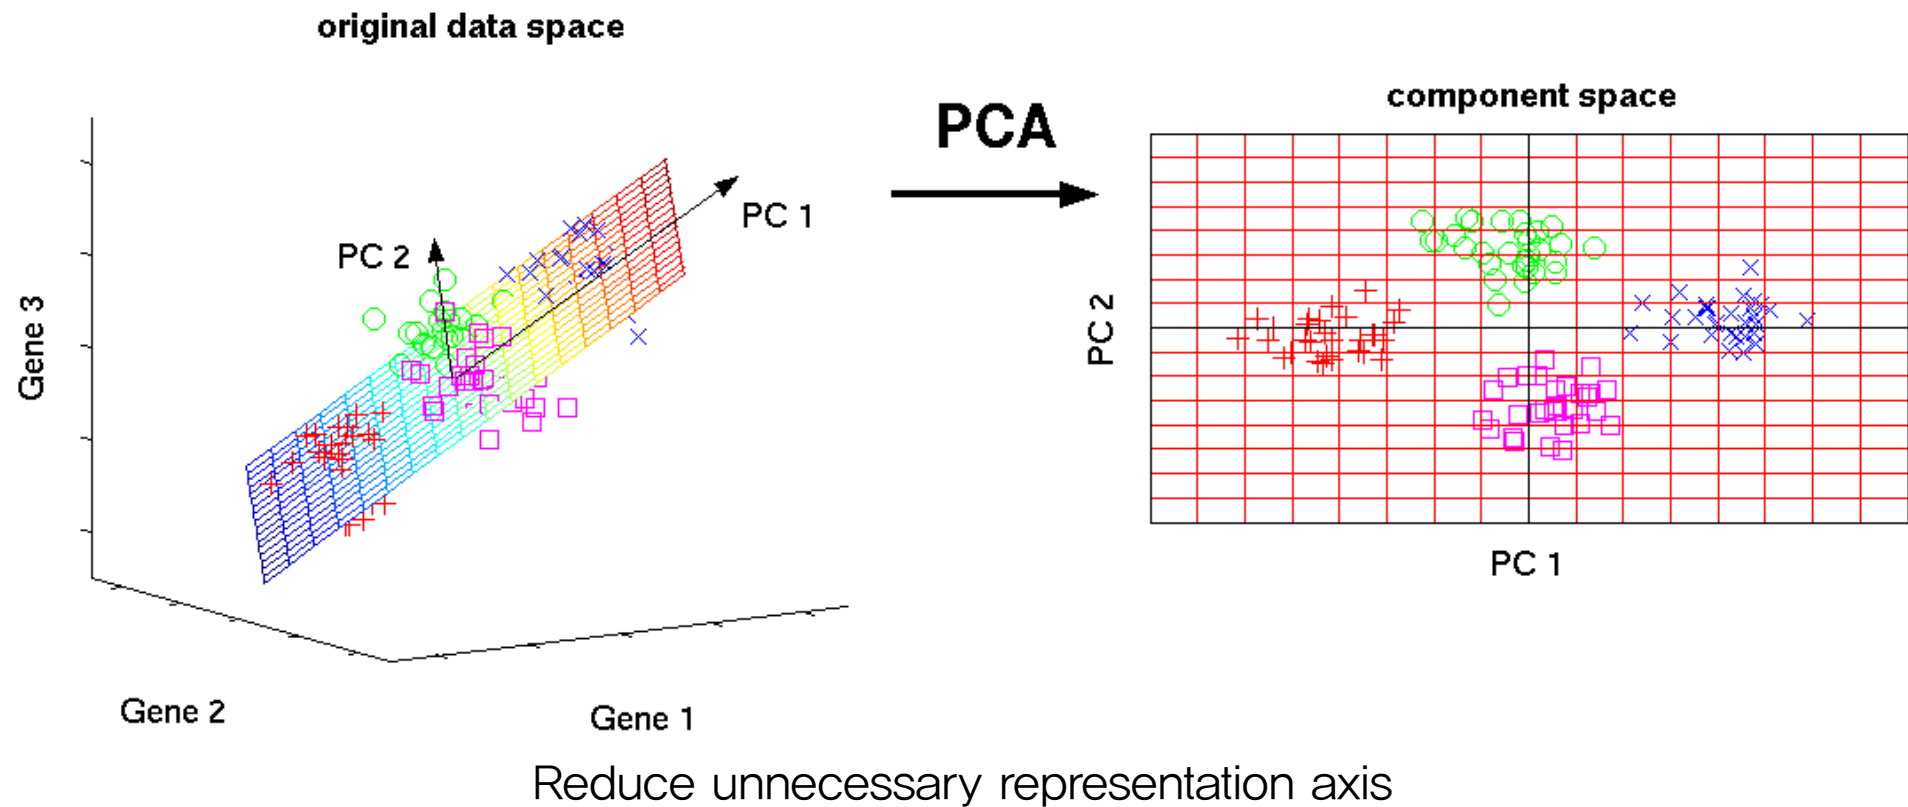 original data space
PCA
component space
PC 1
PC 2
Gene 3
Gene 2
Gene 1
PC 2
PC 1
Reduce unnecessary representation axis